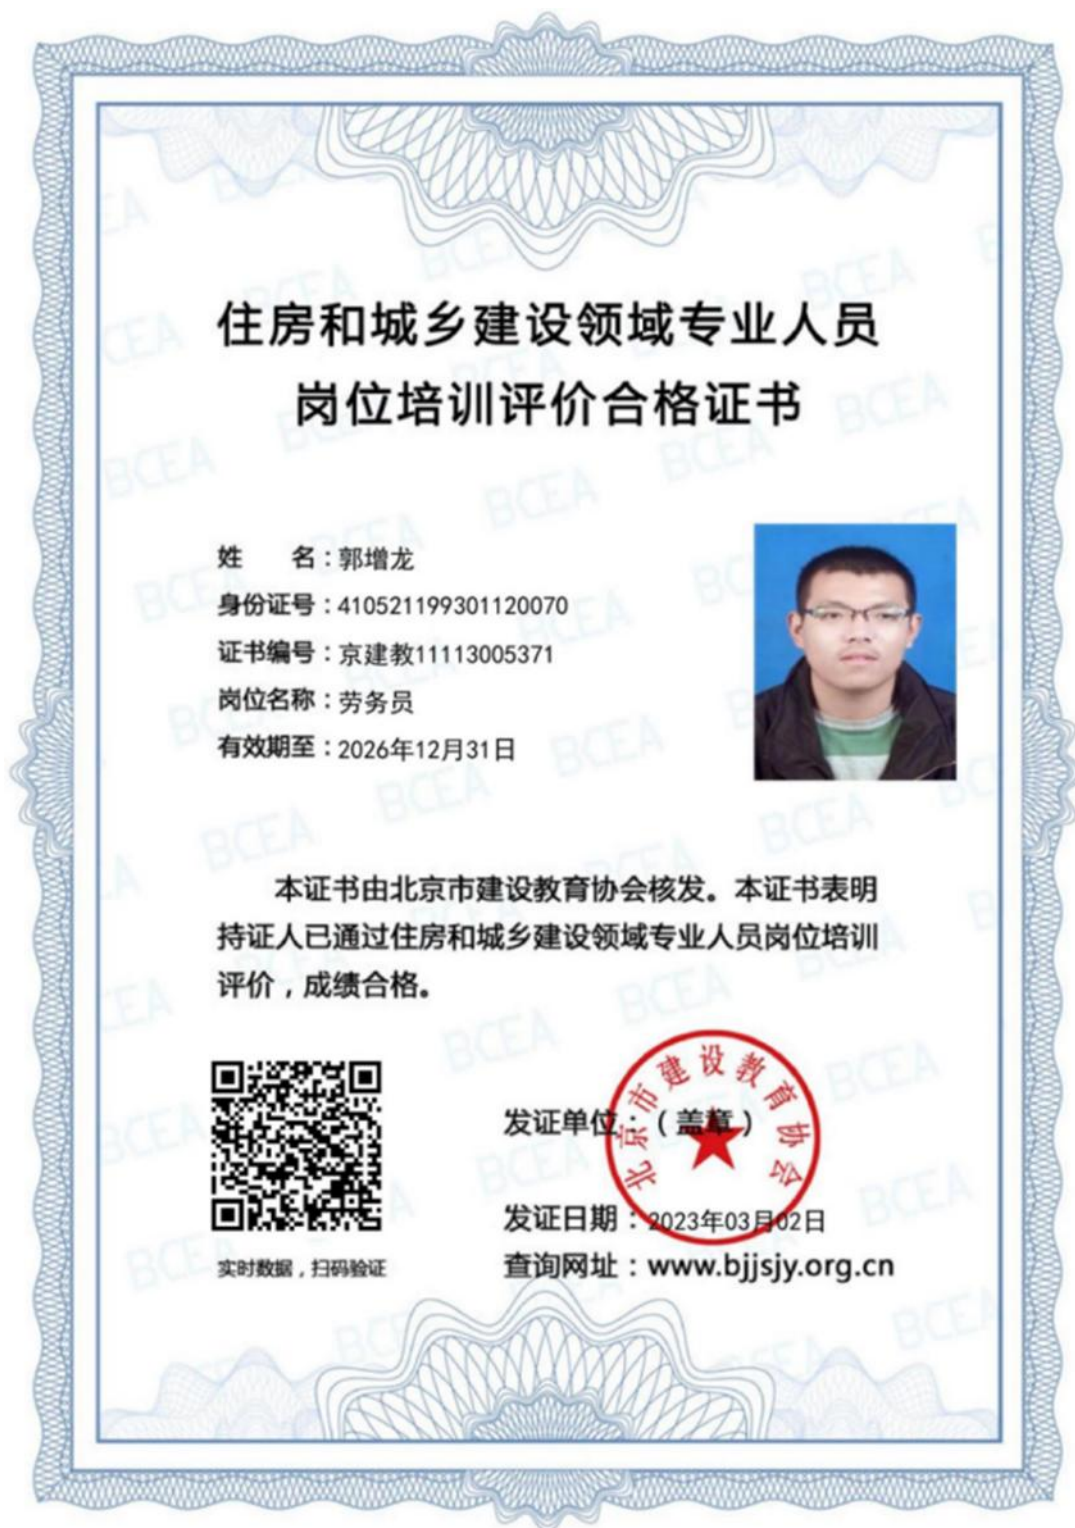 住房和城乡建设领域专业人员
岗位培训评价合格证书
姓 名：郭增龙
身份证号：410521199301120070
证书编号：京建教11113005371
岗位名称：劳务员
有效期至：2026年12月31日
本证书由北京市建设教育协会核发。本证书表明
持证人已通过住房和城乡建设领域专业人员岗位培训
评价，成绩合格。
北京市建设教育协会
发证单位：（盖章）
发证日期：2023年03月02日
查询网址：www.bjjsjy.org.cn
实时数据，扫码验证
BCEA